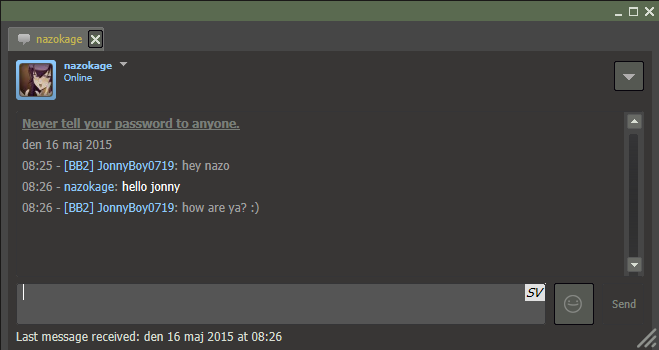 nazokage
nazokage
Online
Never tell your password to anyone.
den 16 maj 2015
08:25 - [BB2] JonnyBoy0719: hey nazo
08:26 - nazokage: hello jonny
08:26 - [BB2] JonnyBoy0719: how are ya? :)
SV
Send
Last message received: den 16 maj 2015 at 08:26